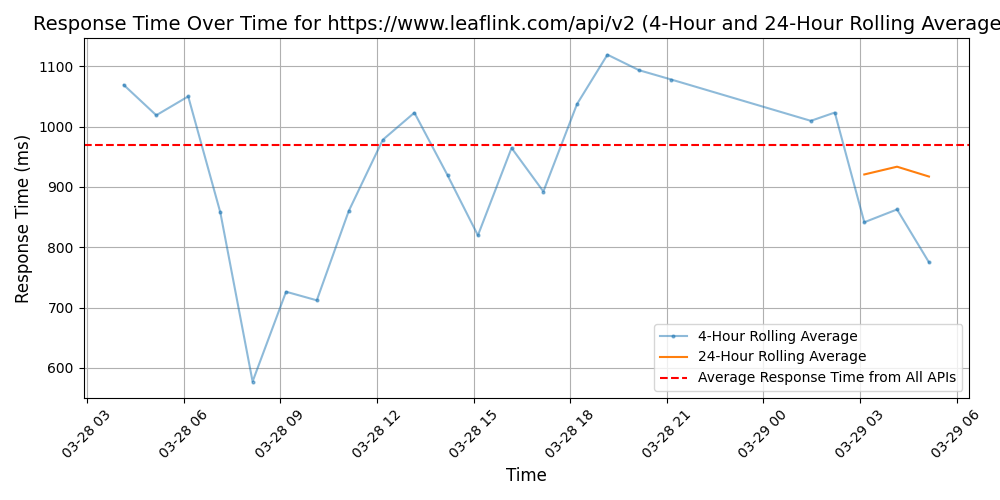 Response Time Over Time for https://www.leaflink.com/api/v2 (4-Hour and 24-Hour Rolling Average
Response Time (ms)
1100
1000
900
800
700
600
4-Hour Rolling Average
24-Hour Rolling Average
Average Response Time from All APIs
03-28 03
03-28 06
03-28 09
03-28 12
03-28 15
03-28 18
03-28 21
03-29 00
03-29 03
03-29 06
Time